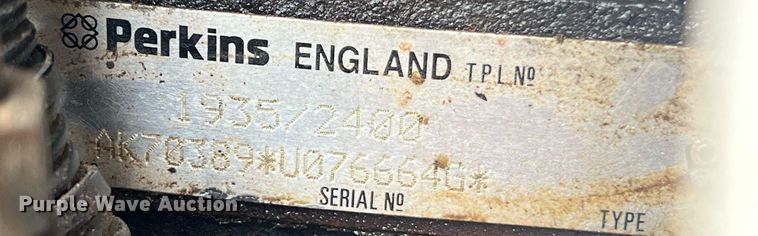 Perkins ENGLAND T.P.L.Nº
1935/2400
AK70389*U076664G*
SERIAL Nº
TYPE
Purple Wave Auction